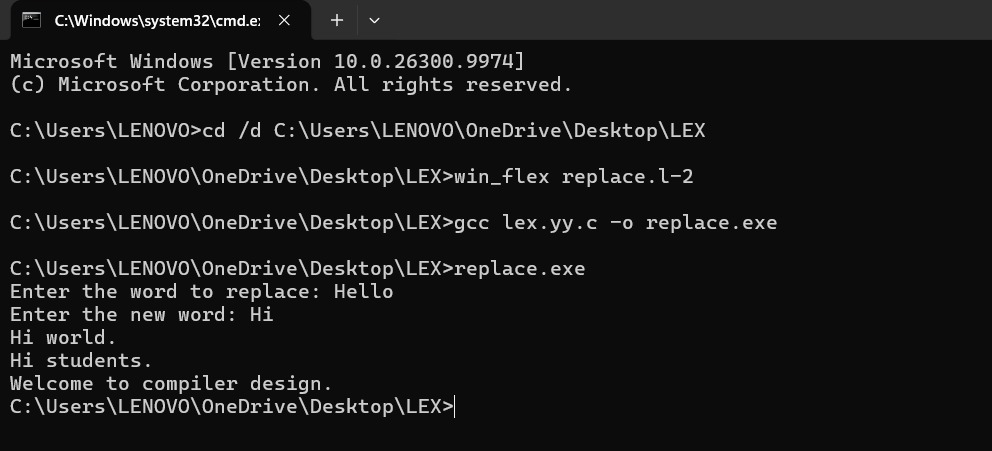 C:\Windows\system32\cmd.e
Microsoft Windows [Version 10.0.26300.9974]
(c) Microsoft Corporation. All rights reserved.
C:\Users\LENOVO>cd /d C:\Users\LENOVO\OneDrive\Desktop\LEX
C:\Users\LENOVO\OneDrive\Desktop\LEX>win_flex replace.l-2
C:\Users\LENOVO\OneDrive\Desktop\LEX>gcc lex.yy.c -o replace.exe
C:\Users\LENOVO\OneDrive\Desktop\LEX>replace.exe
Enter the word to replace: Hello
Enter the new word: Hi
Hi world.
Hi students.
Welcome to compiler design.
C:\Users\LENOVO\OneDrive\Desktop\LEX>